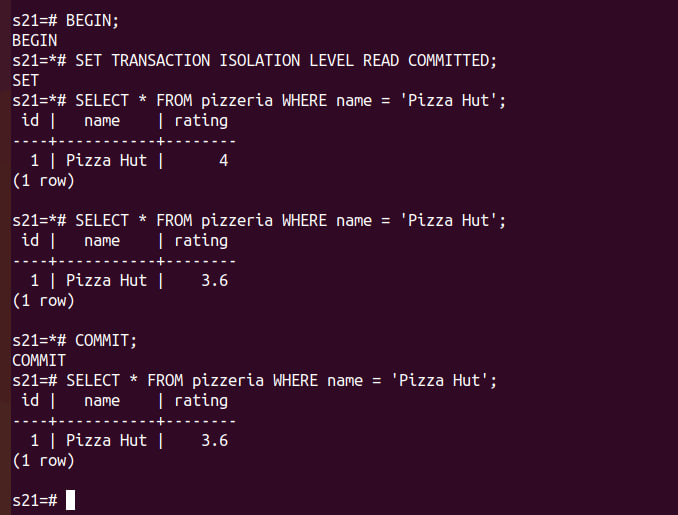 s21=# BEGIN;
BEGIN
s21=*# SET TRANSACTION ISOLATION LEVEL READ COMMITTED;
SET
s21=*# SELECT * FROM pizzeria WHERE name = 'Pizza Hut';
 id |   name    | rating
----+-----------+--------
  1 | Pizza Hut |      4
(1 row)

s21=*# SELECT * FROM pizzeria WHERE name = 'Pizza Hut';
 id |   name    | rating
----+-----------+--------
  1 | Pizza Hut |    3.6
(1 row)

s21=*# COMMIT;
COMMIT
s21=# SELECT * FROM pizzeria WHERE name = 'Pizza Hut';
 id |   name    | rating
----+-----------+--------
  1 | Pizza Hut |    3.6
(1 row)

s21=#